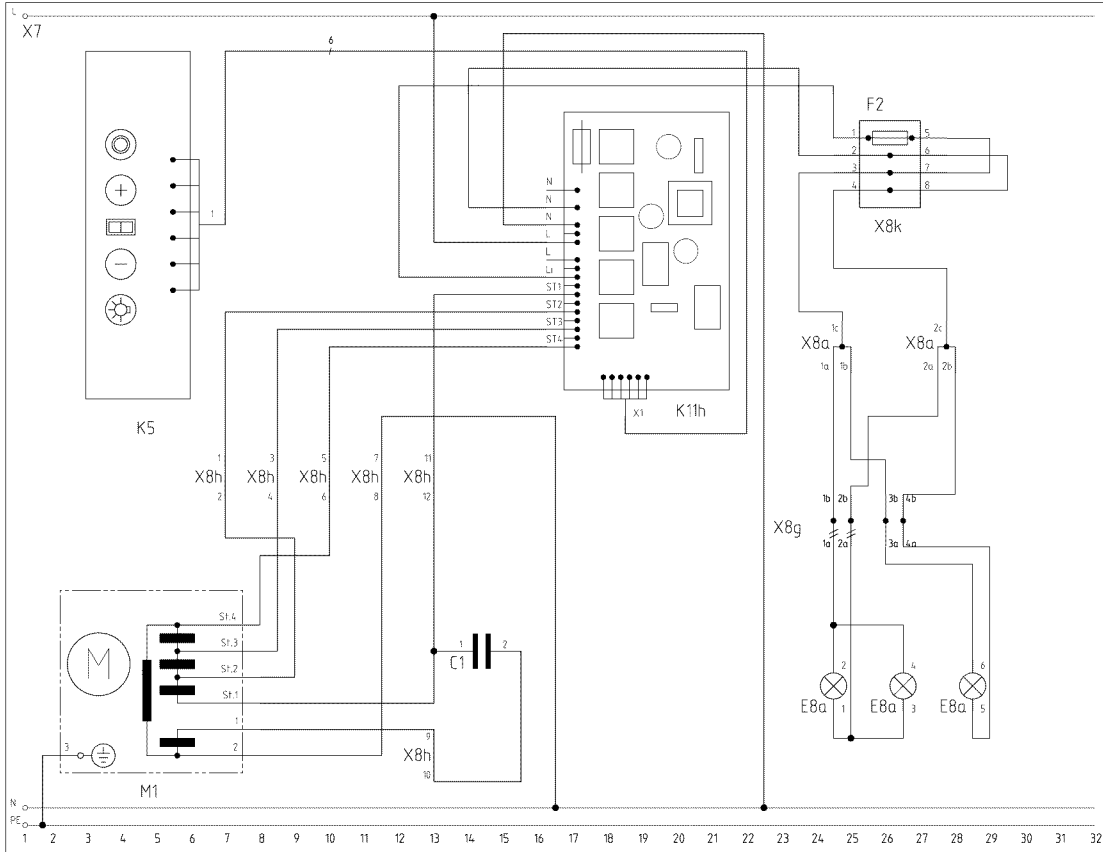 L
X7
6
F2
1 5
2 6
3 7
4 8
X8k
N
N
N
L
L
Li
ST1
ST2
ST3
ST4
1
X1
K11h
K5
1c 2c
X8a X8a
1a 1b 2a 2b
1 3 5 7 11
X8h X8h X8h X8h X8h
2 4 6 8 12
1b 2b 3b 4b
X8g
1a 2a 3a 4a
M
St.4
St.3
St.2
St.1
1
2
3
1 2
C1
9
X8h
10
2 4 6
E8a 1 E8a 3 E8a 5
M1
N
PE
1 2 3 4 5 6 7 8 9 10 11 12 13 14 15 16 17 18 19 20 21 22 23 24 25 26 27 28 29 30 31 32